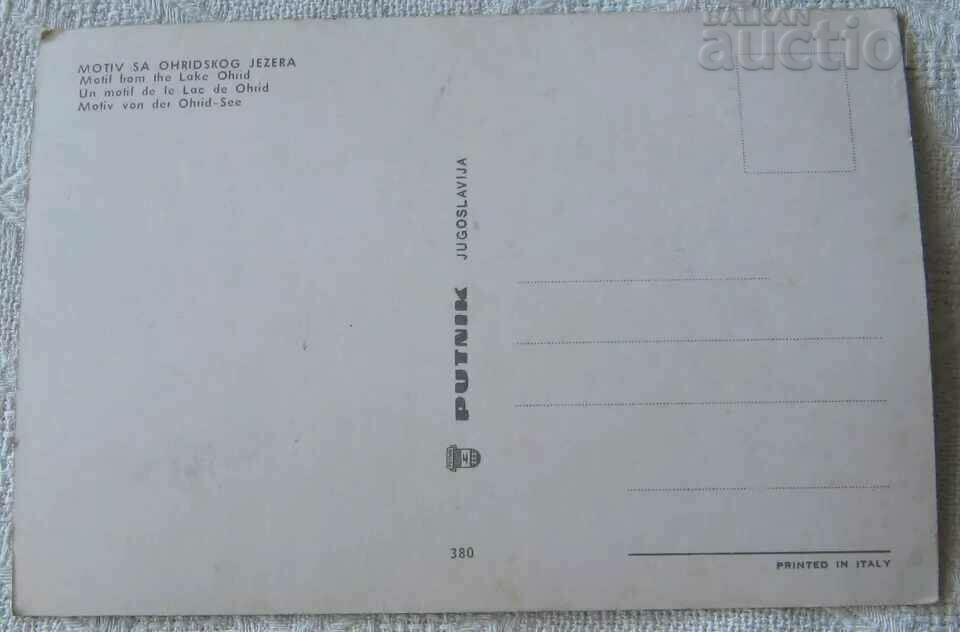 MOTIV SA OHRIDSKOG JEZERA
Motif from the Lake Ohrid
Un motif de le Lac de Ohrid
Motiv von der Ohrid-See
PUTNIK JUGOSLAVIJA
380
PRINTED IN ITALY
BALKAN
auction